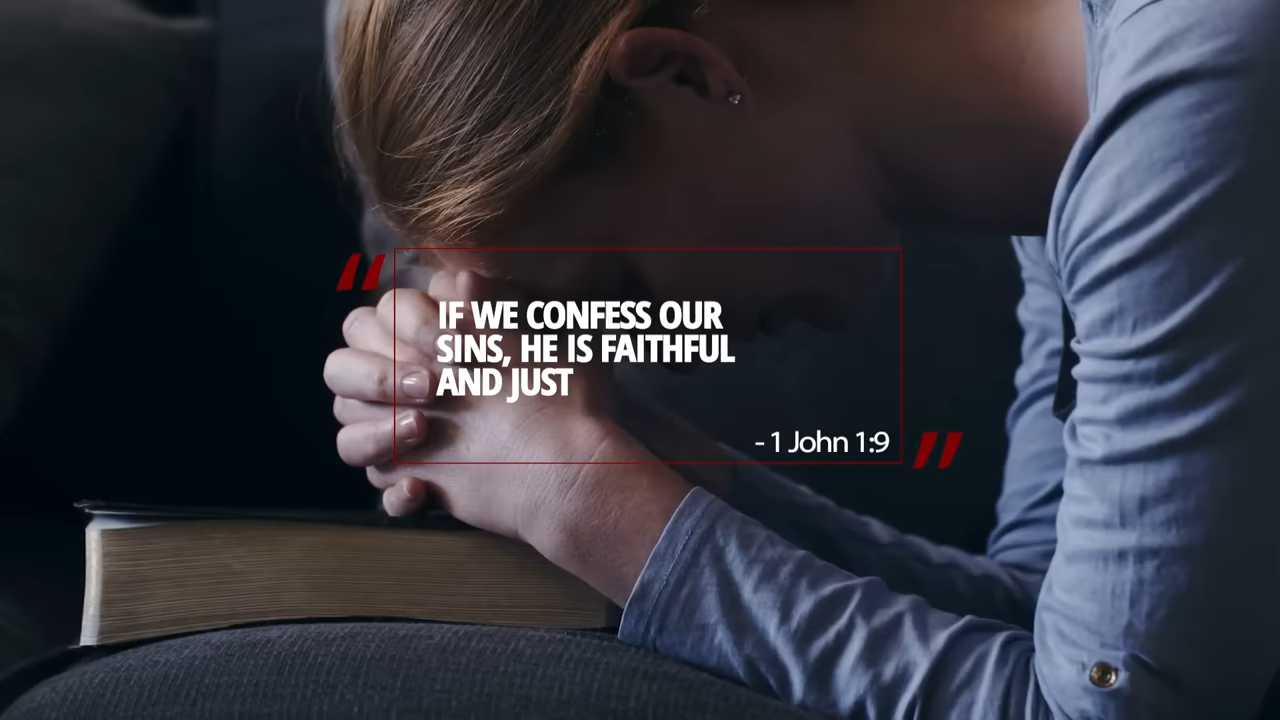 “
IF WE CONFESS OUR
SINS, HE IS FAITHFUL
AND JUST
- 1 John 1:9
”